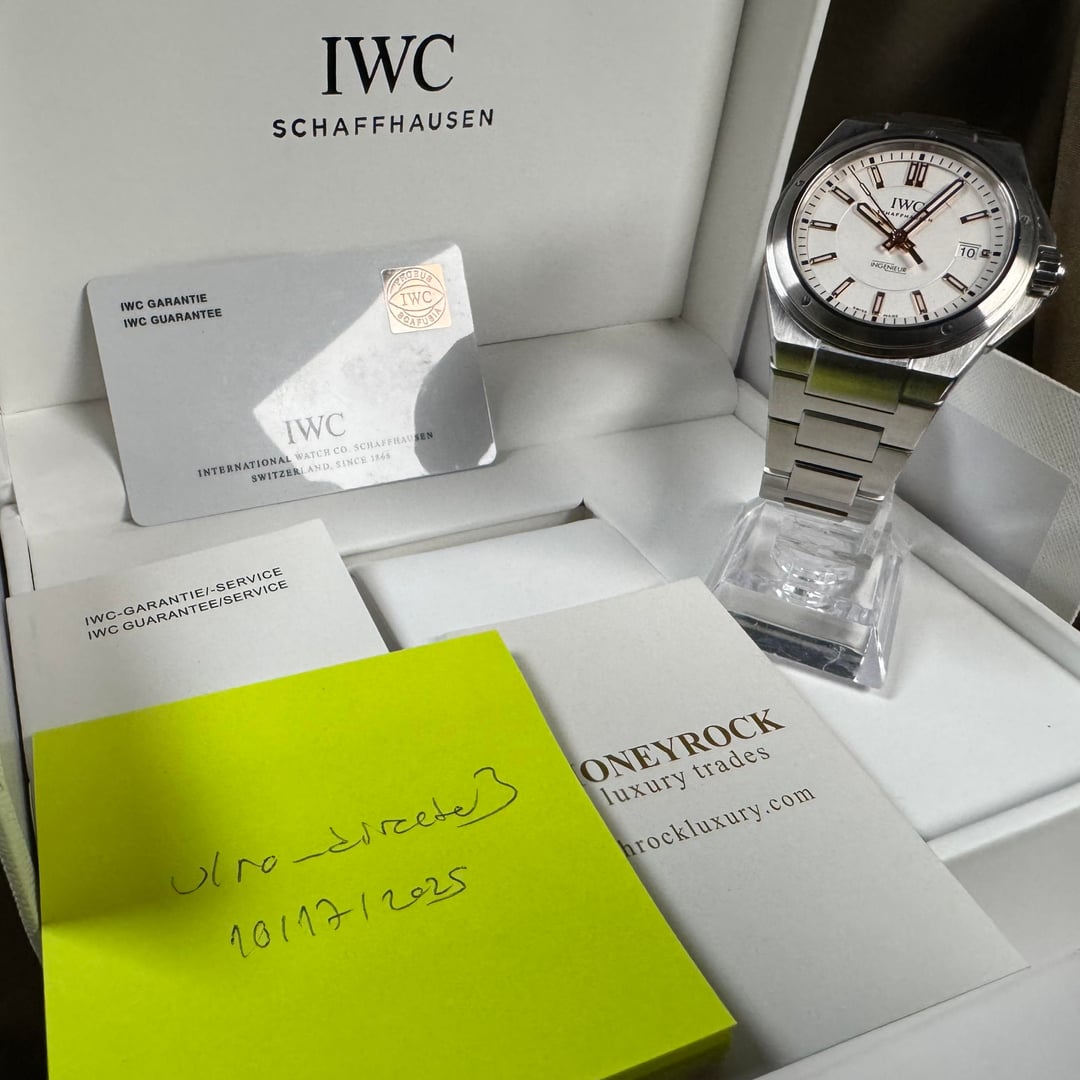 IWC
SCHAFFHAUSEN
IWC
SCHAFFHAUSEN
INGENIEUR
10
IWC GARANTIE
IWC GUARANTEE
PROBUS
IWC
SCAFUSIA
IWC
INTERNATIONAL WATCH CO. SCHAFFHAUSEN
SWITZERLAND, SINCE 1868
IWC-GARANTIE/-SERVICE
IWC GUARANTEE/SERVICE
ONEYROCK
luxury trades
hrockluxury.com
10/17/2025